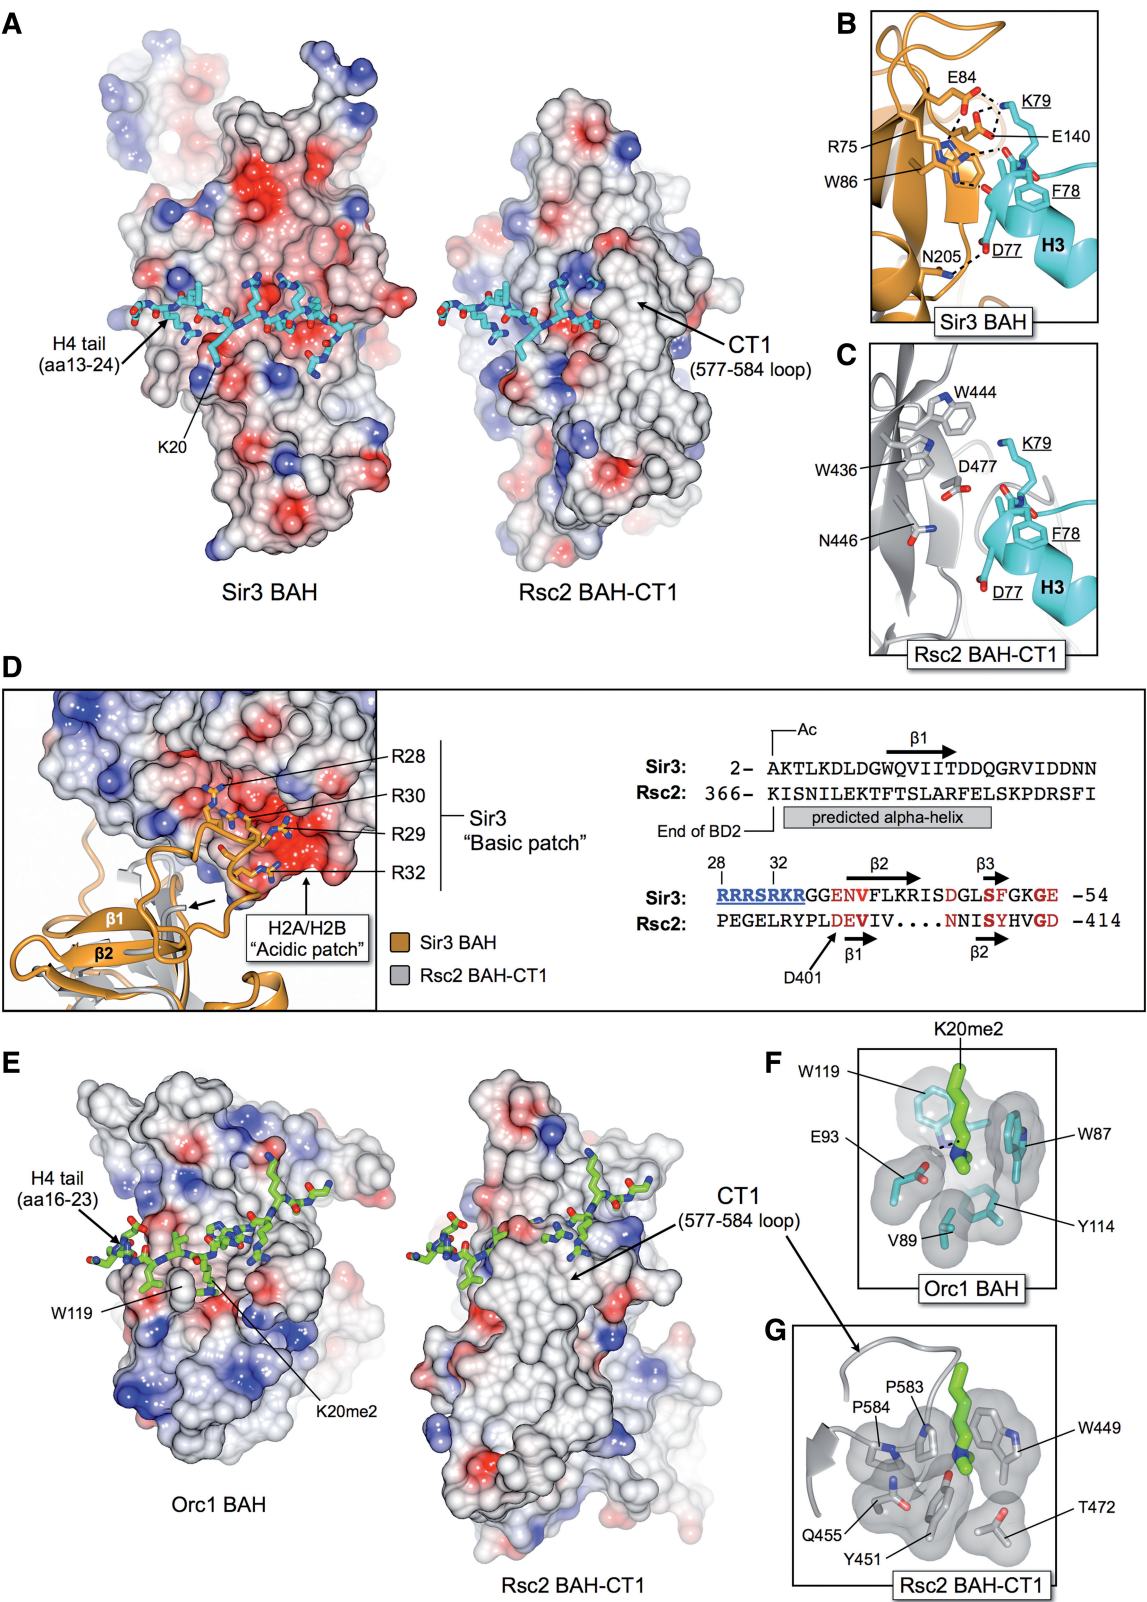 A
H4 tail
(aa13-24)
K20
CT1
(577-584 loop)
Sir3 BAH
Rsc2 BAH-CT1
B
E84
K79
R75
E140
W86
F78
N205
D77
H3
Sir3 BAH
C
W444
K79
W436
D477
N446
F78
D77
H3
Rsc2 BAH-CT1
D
R28
R30
R29
R32
Sir3
“Basic patch”
β1
β2
H2A/H2B
“Acidic patch”
Sir3 BAH
Rsc2 BAH-CT1
Ac
β1
Sir3: 2– AKTLKDLDGWQVIITDDQGRVIDDNN
Rsc2: 366– KISNILEKTFTSLARFELSKPDRSFI
predicted alpha-helix
End of BD2
28 32 β2 β3
Sir3: RRRSRKRGGENVFLKRISDGLSFGKGE –54
Rsc2: PEGELRYPLDEVIV....NNISYHVGD –414
D401 β1 β2
E
H4 tail
(aa16-23)
W119
K20me2
Orc1 BAH
CT1
(577-584 loop)
Rsc2 BAH-CT1
F
K20me2
W119
E93
W87
V89
Y114
Orc1 BAH
G
P583
P584
W449
Q455
T472
Y451
Rsc2 BAH-CT1